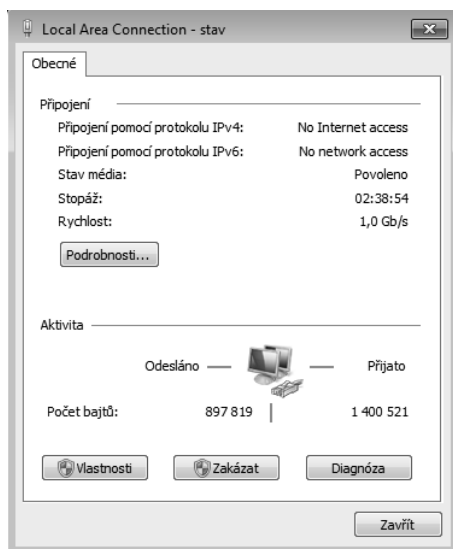 Local Area Connection - stav
Obecné
Připojení
Připojení pomocí protokolu IPv4: No Internet access
Připojení pomocí protokolu IPv6: No network access
Stav média: Povoleno
Stopáž: 02:38:54
Rychlost: 1,0 Gb/s
Podrobnosti...
Aktivita
Odesláno Přijato
Počet bajtů: 897 819 1 400 521
Vlastnosti Zakázat Diagnóza
Zavřít